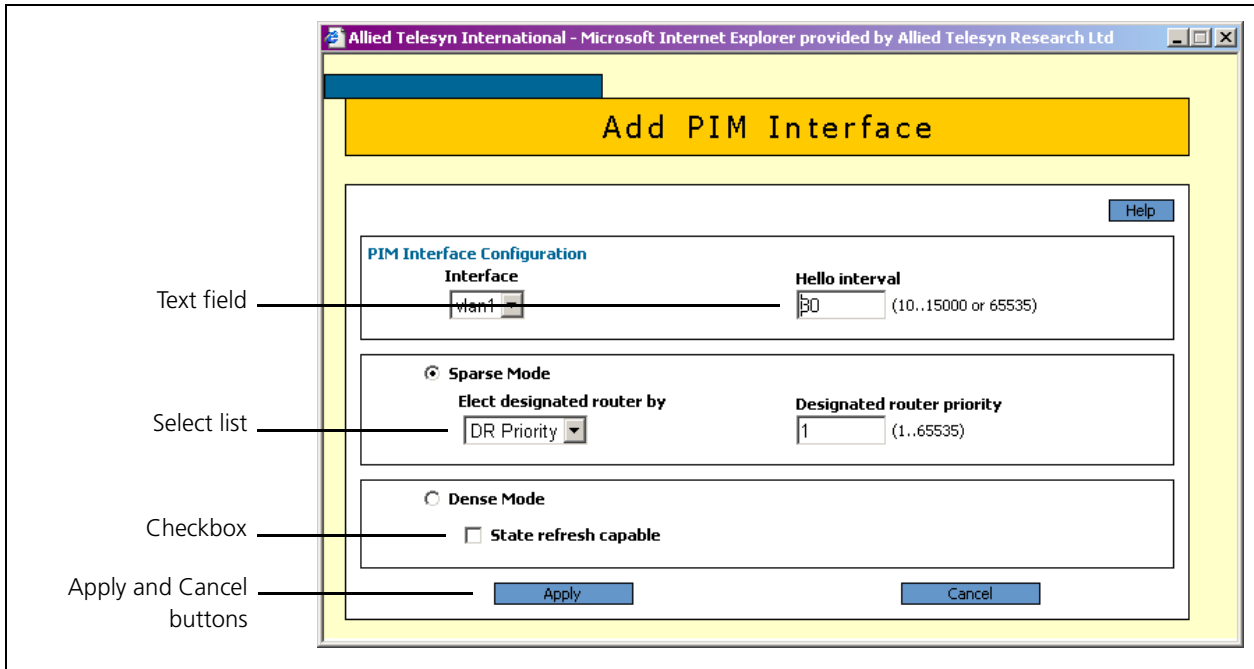 Allied Telesyn International - Microsoft Internet Explorer provided by Allied Telesyn Research Ltd
Add PIM Interface
Help
PIM Interface Configuration
Interface
Hello interval
Text field
vlan1
30
(10..15000 or 65535)
Sparse Mode
Elect designated router by
Designated router priority
Select list
DR Priority
1
(1..65535)
Dense Mode
Checkbox
State refresh capable
Apply and Cancel
buttons
Apply
Cancel